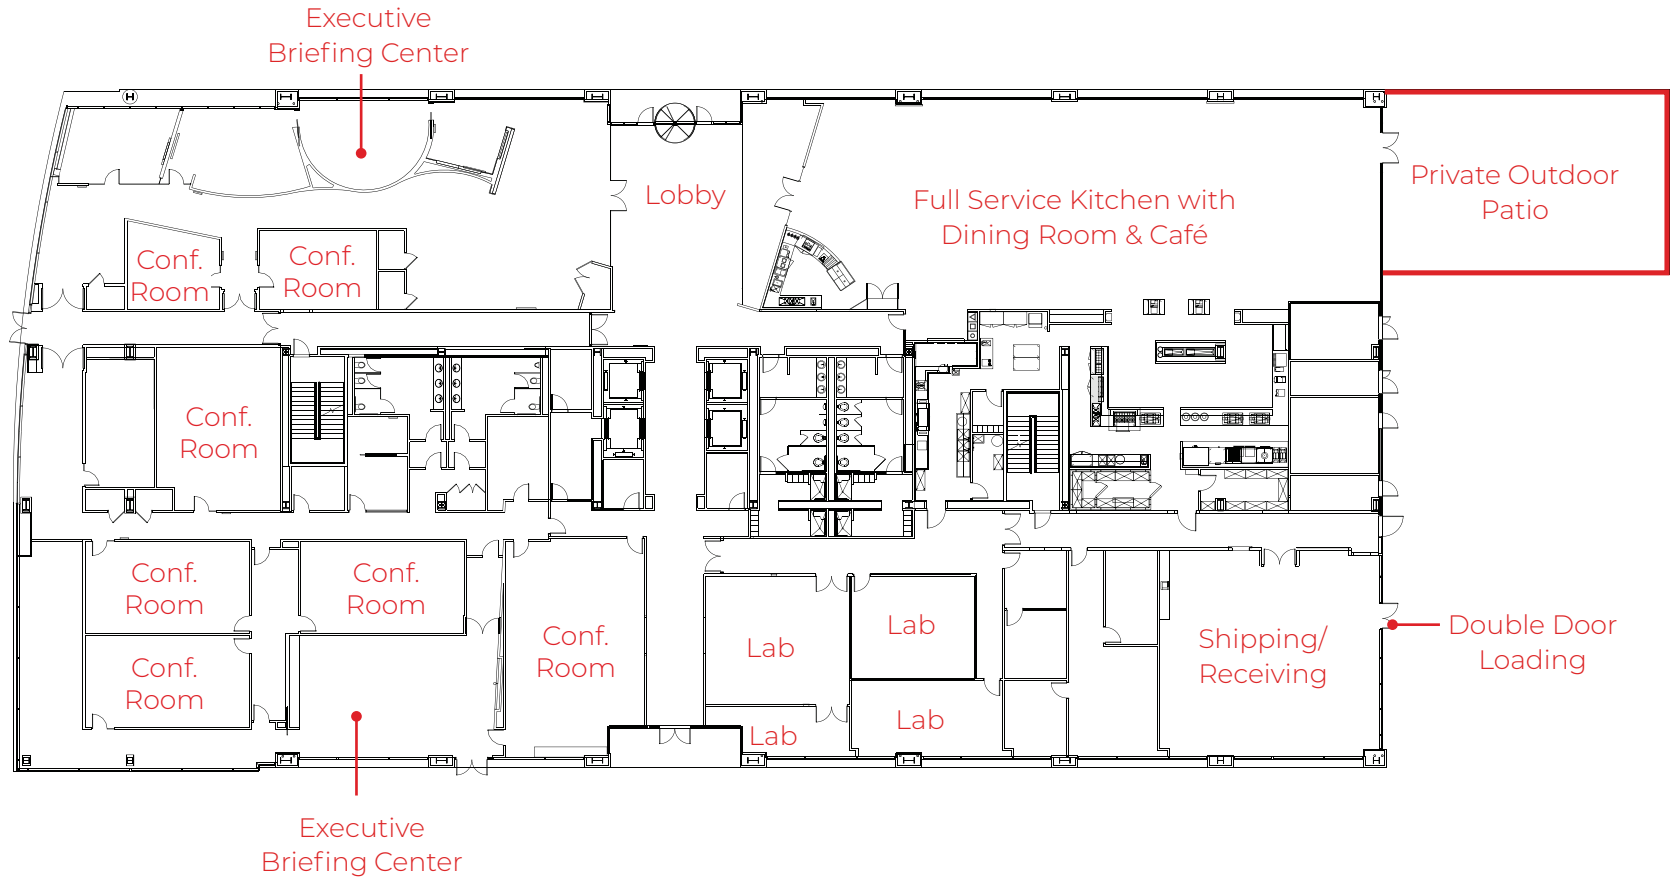 Executive
Briefing Center
Lobby
Full Service Kitchen with
Dining Room & Café
Private Outdoor
Patio
Conf.
Room
Conf.
Room
Conf.
Room
Conf.
Room
Conf.
Room
Conf.
Room
Conf.
Room
Lab
Lab
Lab
Lab
Shipping/
Receiving
Double Door
Loading
Executive
Briefing Center